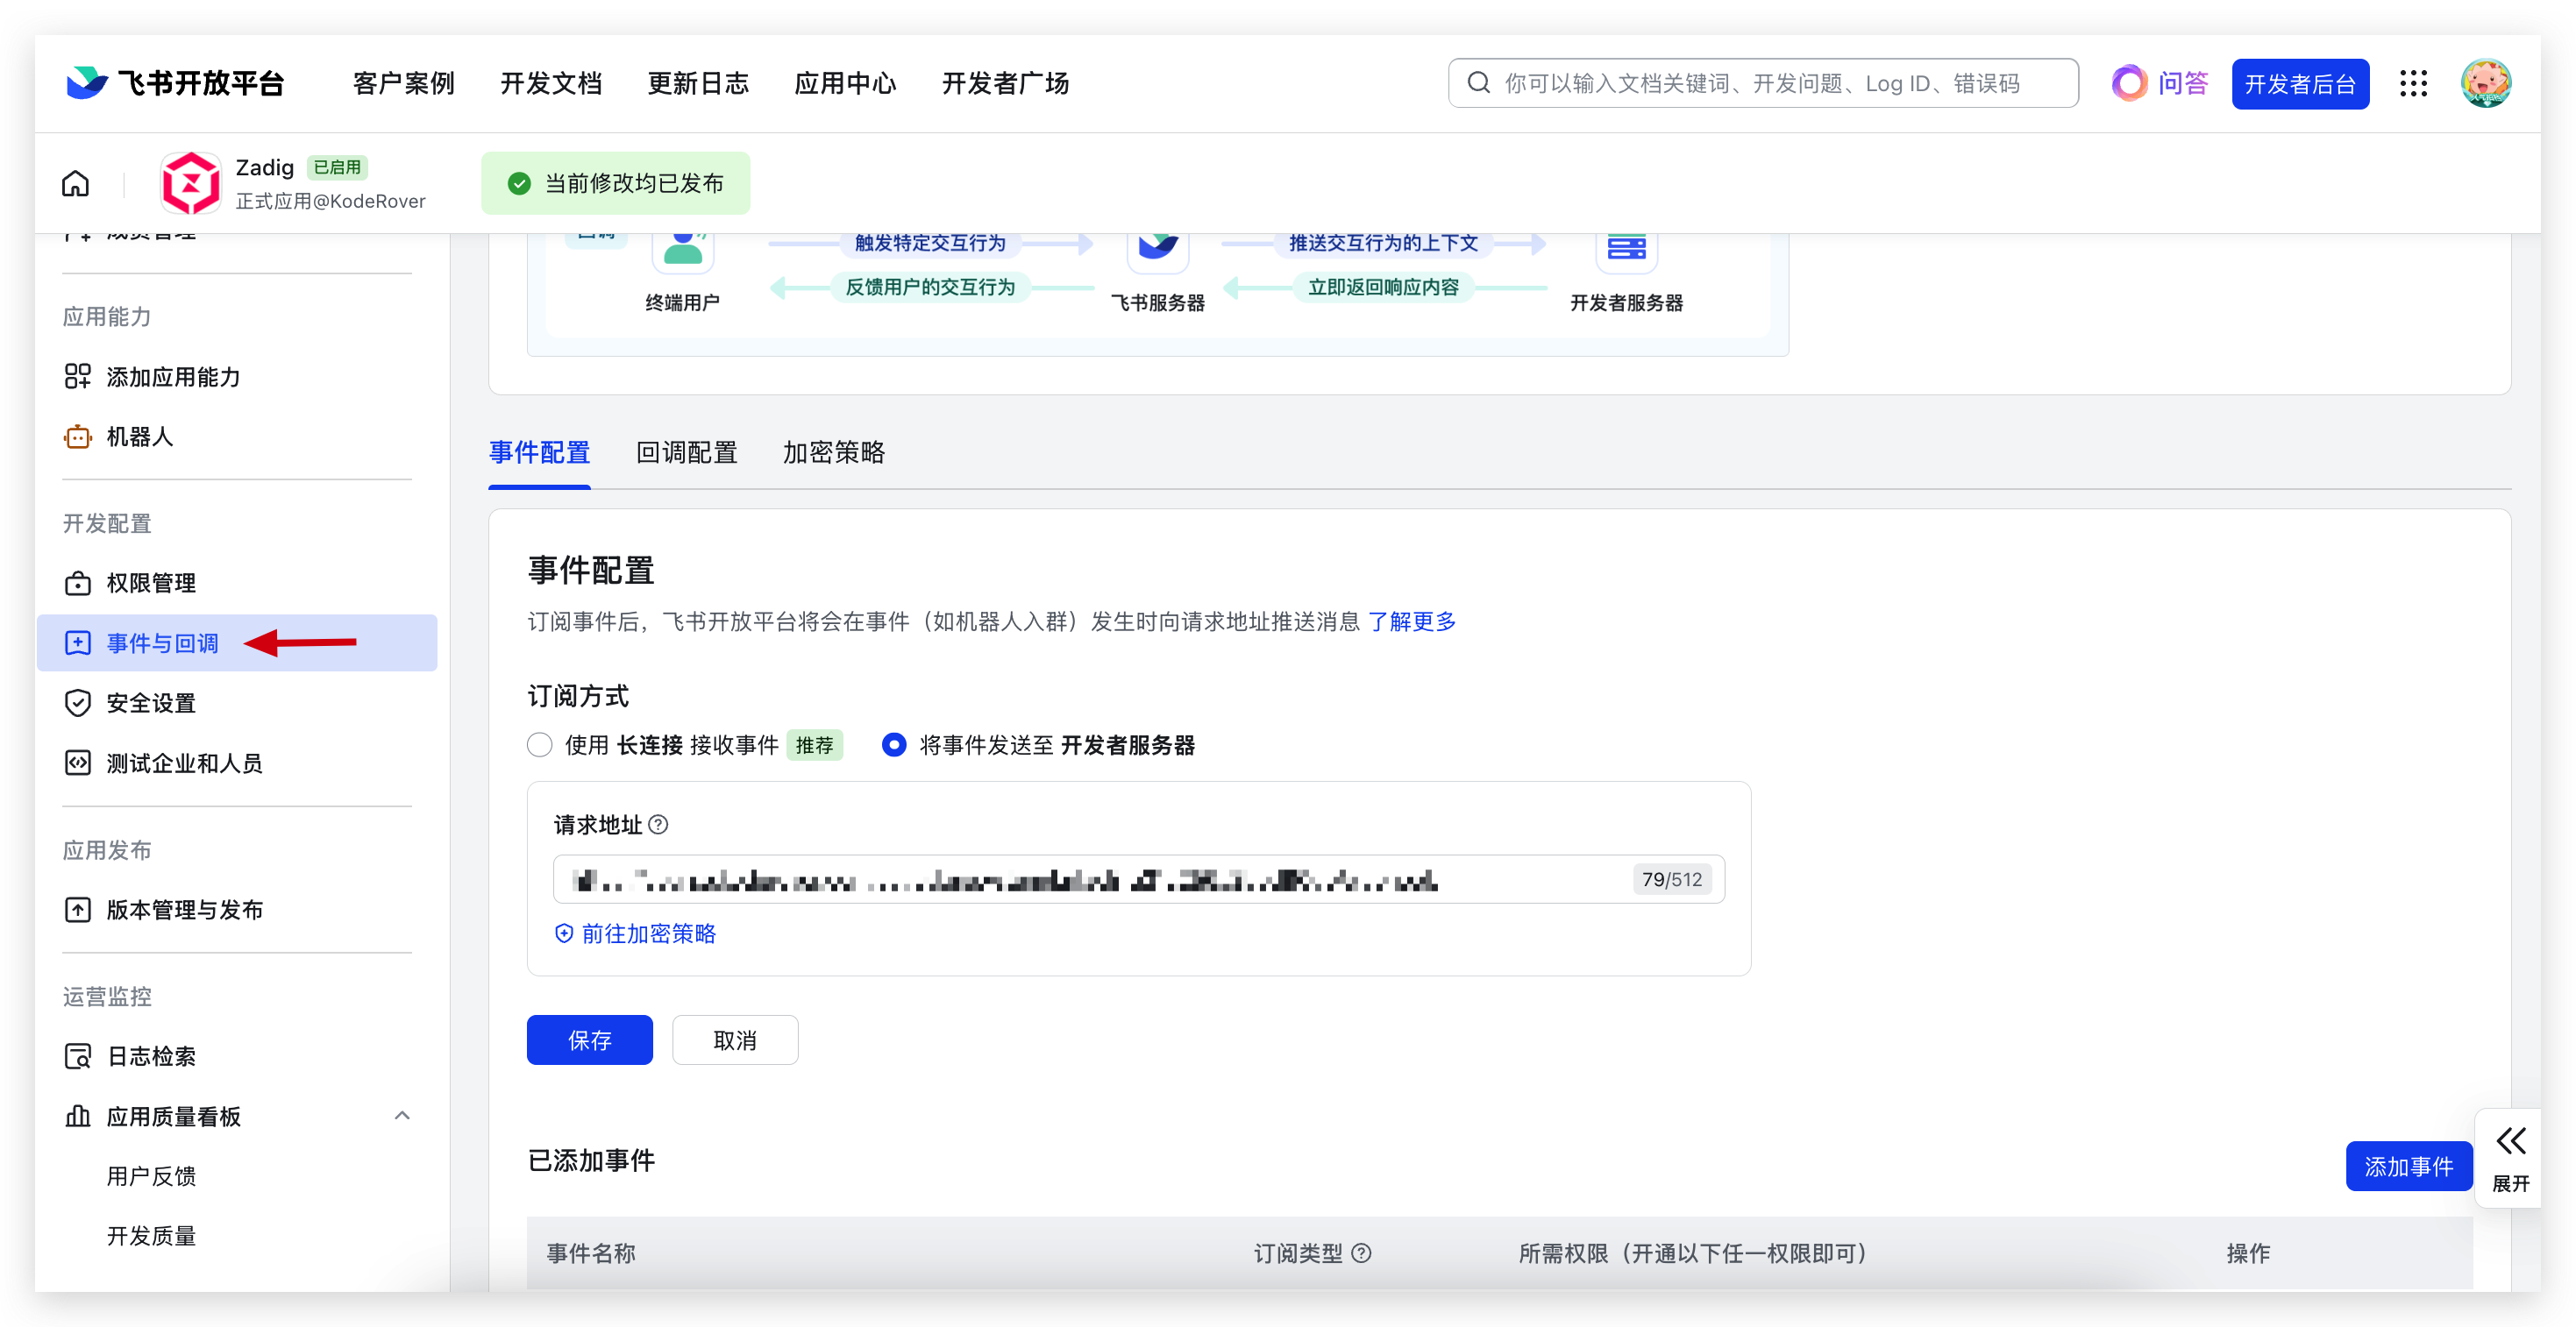 飞书开放平台 客户案例 开发文档 更新日志 应用中心 开发者广场 你可以输入文档关键词、开发问题、Log ID、错误码 问答 开发者后台
Zadig 已启用
正式应用@KodeRover
当前修改均已发布
成员管理
应用能力
添加应用能力
机器人
开发配置
权限管理
事件与回调
安全设置
测试企业和人员
应用发布
版本管理与发布
运营监控
日志检索
应用质量看板
用户反馈
开发质量
回调
触发特定交互行为 推送交互行为的上下文
反馈用户的交互行为 立即返回响应内容
终端用户 飞书服务器 开发者服务器
事件配置 回调配置 加密策略
事件配置
订阅事件后，飞书开放平台将会在事件（如机器人入群）发生时向请求地址推送消息 了解更多
订阅方式
使用 长连接 接收事件 推荐 将事件发送至 开发者服务器
请求地址
79/512
前往加密策略
保存 取消
已添加事件 添加事件
展开
事件名称 订阅类型 所需权限（开通以下任一权限即可） 操作